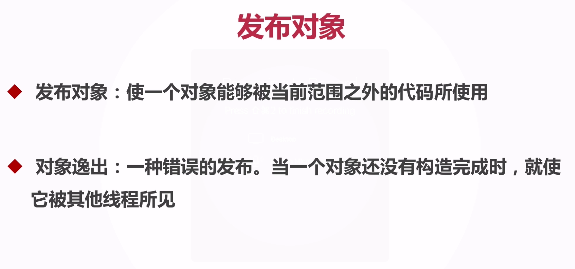 发布对象
发布对象：使一个对象能够被当前范围之外的代码所使用
对象逸出：一种错误的发布。当一个对象还没有构造完成时，就使
它被其他线程所见